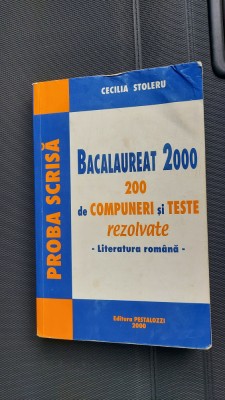 CECILIA STOLERU
PROBA SCRISĂ
BACALAUREAT 2000
200
de COMPUNERI și TESTE
rezolvate
- Literatura română -
Editura PESTALOZZI
2000